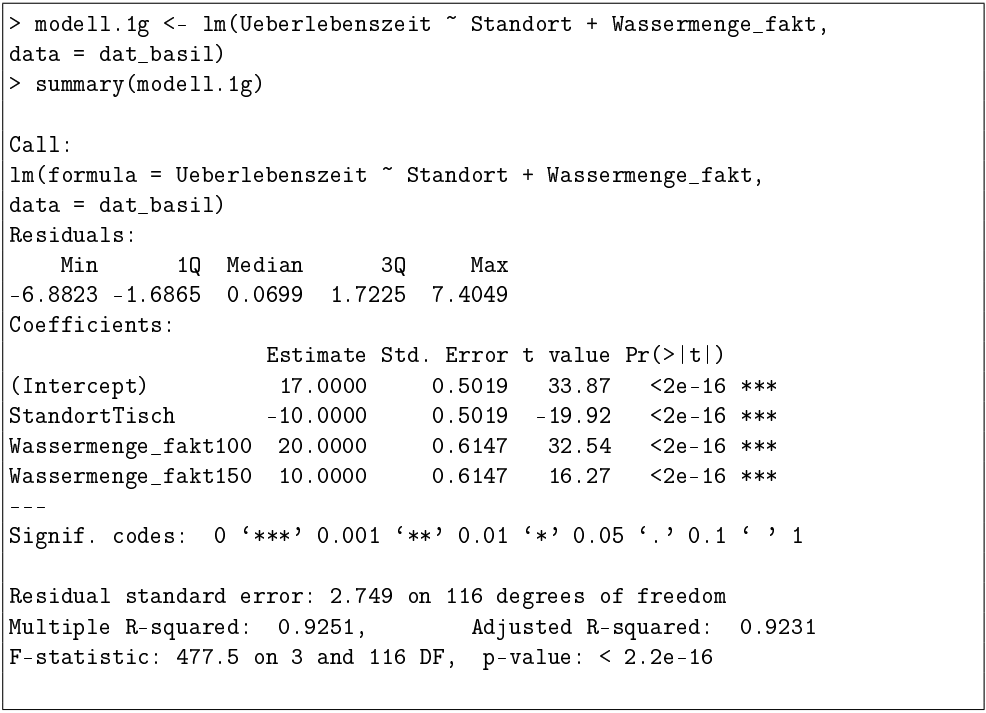 > modell.1g <- lm(Ueberlebenszeit ~ Standort + Wassermenge_fakt,
data = dat_basil)
> summary(modell.1g)
Call:
lm(formula = Ueberlebenszeit ~ Standort + Wassermenge_fakt,
data = dat_basil)
Residuals:
    Min      1Q  Median      3Q     Max
-6.8823 -1.6865  0.0699  1.7225  7.4049
Coefficients:
                    Estimate Std. Error t value Pr(>|t|)
(Intercept)          17.0000     0.5019   33.87   <2e-16 ***
StandortTisch       -10.0000     0.5019  -19.92   <2e-16 ***
Wassermenge_fakt100  20.0000     0.6147   32.54   <2e-16 ***
Wassermenge_fakt150  10.0000     0.6147   16.27   <2e-16 ***
---
Signif. codes:  0 ‘***’ 0.001 ‘**’ 0.01 ‘*’ 0.05 ‘.’ 0.1 ‘ ’ 1
Residual standard error: 2.749 on 116 degrees of freedom
Multiple R-squared:  0.9251,	Adjusted R-squared:  0.9231
F-statistic: 477.5 on 3 and 116 DF,  p-value: < 2.2e-16